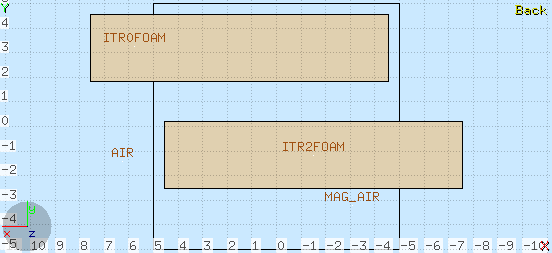 Y
Back
4
ITR0FOAM
3
2
1
0
ITR2FOAM
AIR
-1
-2
MAG_AIR
-3
-4
y
x
z
-5
10 9 8 7 6 5 4 3 2 1 0 -1 -2 -3 -4 -5 -6 -7 -8 -9 -10 X